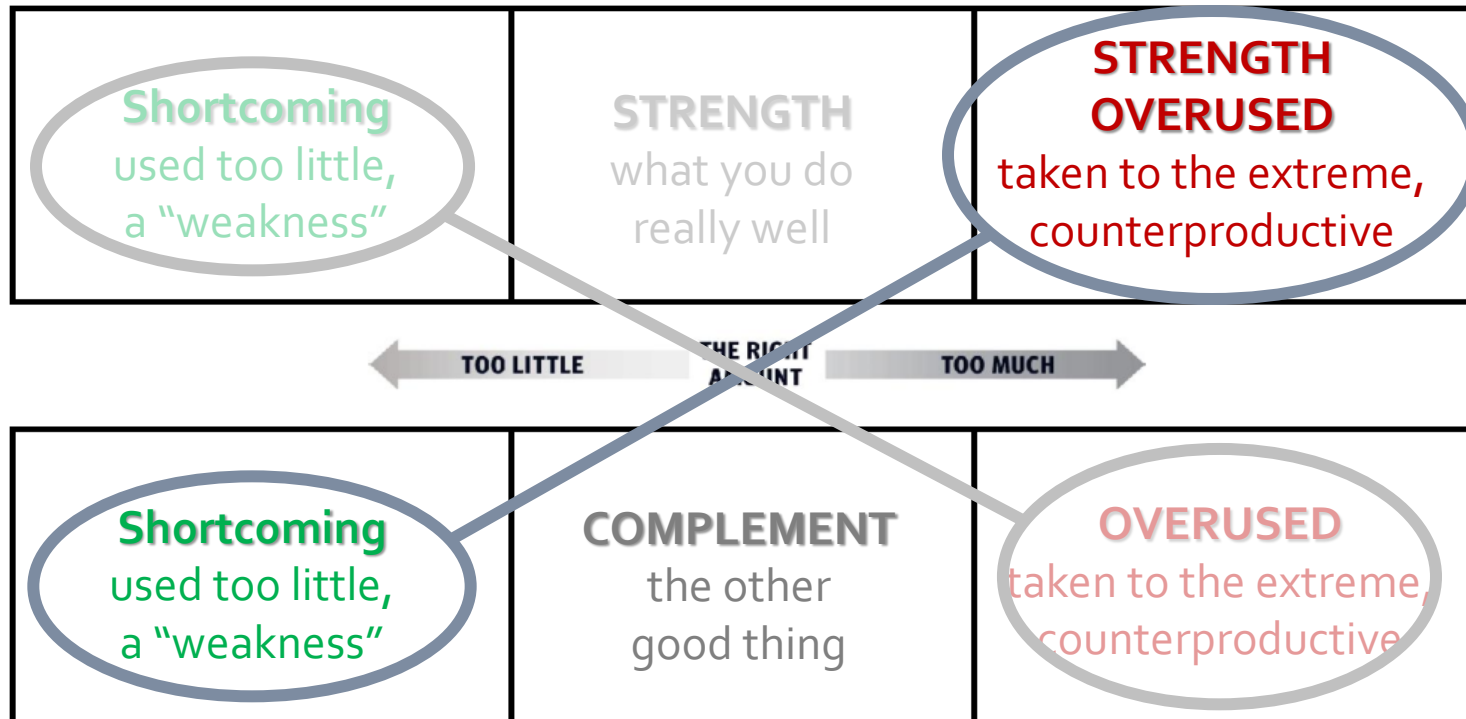 Shortcoming
used too little,
a “weakness”
STRENGTH
what you do
really well
STRENGTH
OVERUSED
taken to the extreme,
counterproductive
TOO LITTLE
THE RIGHT
AMOUNT
TOO MUCH
Shortcoming
used too little,
a “weakness”
COMPLEMENT
the other
good thing
OVERUSED
taken to the extreme,
counterproductive